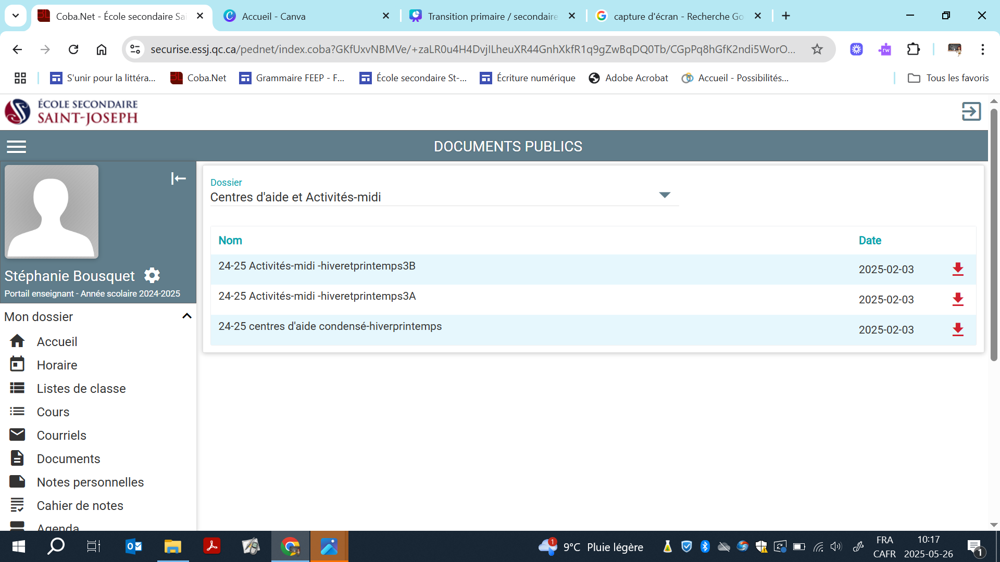 Coba.Net - École secondaire Sai
Accueil - Canva
Transition primaire / secondaire
capture d'écran - Recherche Go
securise.essj.qc.ca/pednet/index.coba?GKfUxvNBMVe/+zaLR0u4H4DvjILheuXR44GnhXkfR1q9gZwBqDQ0Tb/CGpPq8hGfK2ndi5WorO...
rw
S'unir pour la littéra...
Coba.Net
Grammaire FEEP - F...
École secondaire St-...
Écriture numérique
Adobe Acrobat
Accueil - Possibilités...
Tous les favoris
ÉCOLE SECONDAIRE
SAINT-JOSEPH
DOCUMENTS PUBLICS
Stéphanie Bousquet
Portail enseignant - Année scolaire 2024-2025
Mon dossier
Accueil
Horaire
Listes de classe
Cours
Courriels
Documents
Notes personnelles
Cahier de notes
Agenda
Dossier
Centres d'aide et Activités-midi
Nom Date
24-25 Activités-midi -hiveretprintemps3B 2025-02-03
24-25 Activités-midi -hiveretprintemps3A 2025-02-03
24-25 centres d'aide condensé-hiverprintemps 2025-02-03
1
9°C Pluie légère
FRA
CAFR
10:17
2025-05-26
1